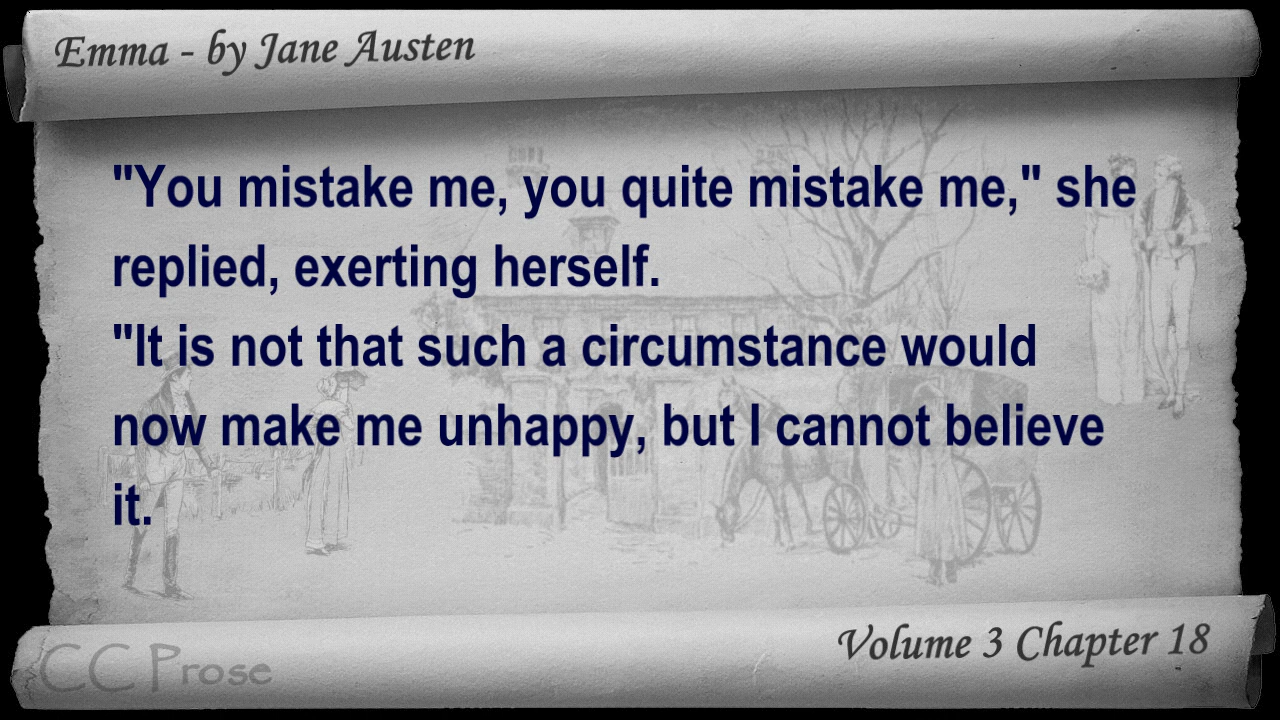 Emma - by Jane Austen
"You mistake me, you quite mistake me," she
replied, exerting herself.
"It is not that such a circumstance would
now make me unhappy, but I cannot believe
it.
Volume 3 Chapter 18
CC Prose